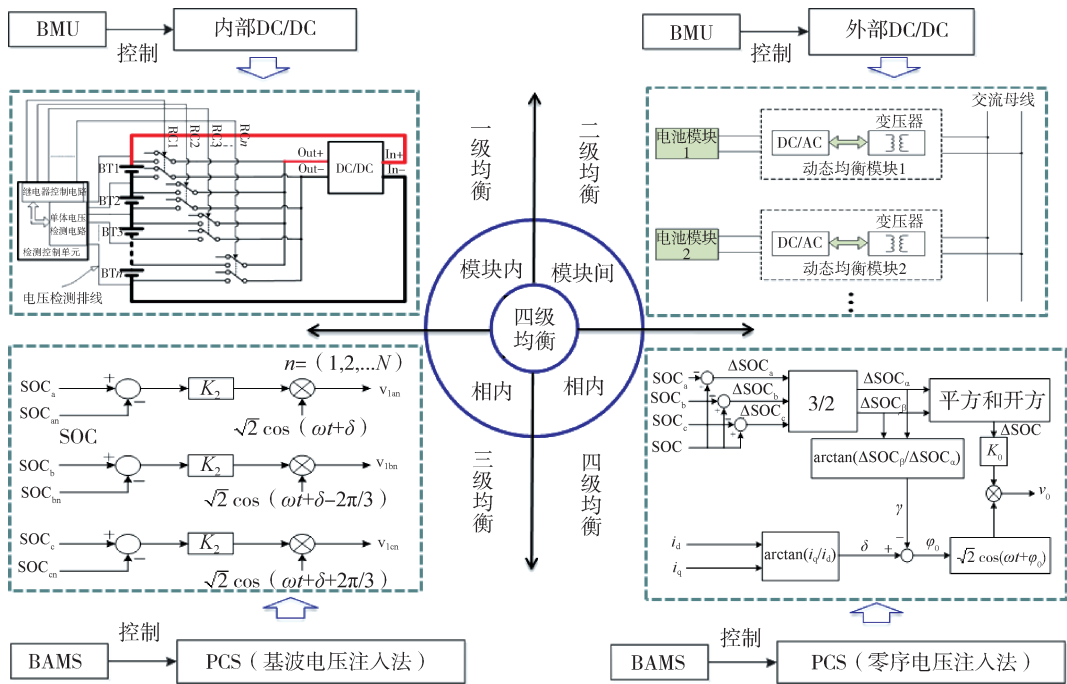 BMU
控制
内部DC/DC
BMU
控制
外部DC/DC
RC1
RC2
RC3
...
RCn
Out+
Out−
DC/DC
In+
In−
BT1
BT2
BT3
BTn
继电器控制电路
单体电压
检测电路
检测控制单元
电压检测排线
一级均衡
二级均衡
交流母线
电池模块
1
DC/AC
变压器
动态均衡模块1
电池模块
2
DC/AC
变压器
动态均衡模块2
模块内
模块间
四级
均衡
相内
相内
三级均衡
四级均衡
n=（1,2,...N）
SOCa
+
−
SOCan
K2
v1an
SOC
√2 cos（ωt+δ）
SOCb
+
−
SOCbn
K2
v1bn
√2 cos（ωt+δ−2π/3）
SOCc
+
−
SOCcn
K2
v1cn
√2 cos（ωt+δ+2π/3）
SOCa
SOCb
SOCc
SOC
ΔSOCa
ΔSOCb
ΔSOCc
3/2
ΔSOCα
ΔSOCβ
平方和开方
ΔSOC
arctan(ΔSOCβ/ΔSOCα)
K0
v0
γ
id
iq
arctan(iq/id)
δ
+
−
φ0
√2 cos(ωt+φ0)
BAMS
控制
PCS（基波电压注入法）
BAMS
控制
PCS（零序电压注入法）